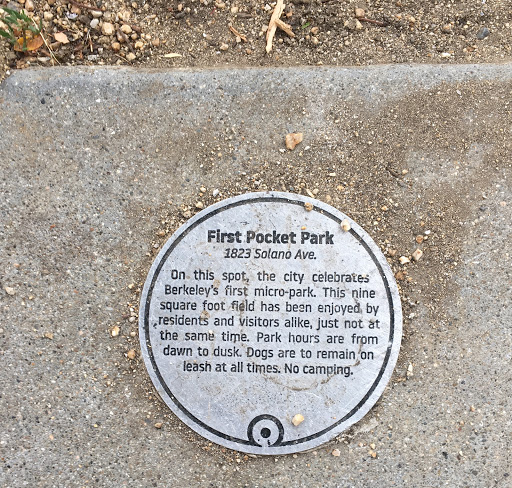 First Pocket Park
1823 Solano Ave.
On this spot, the city celebrates
Berkeley's first micro-park. This nine
square foot field has been enjoyed by
residents and visitors alike, just not at
the same time. Park hours are from
dawn to dusk. Dogs are to remain on
leash at all times. No camping.